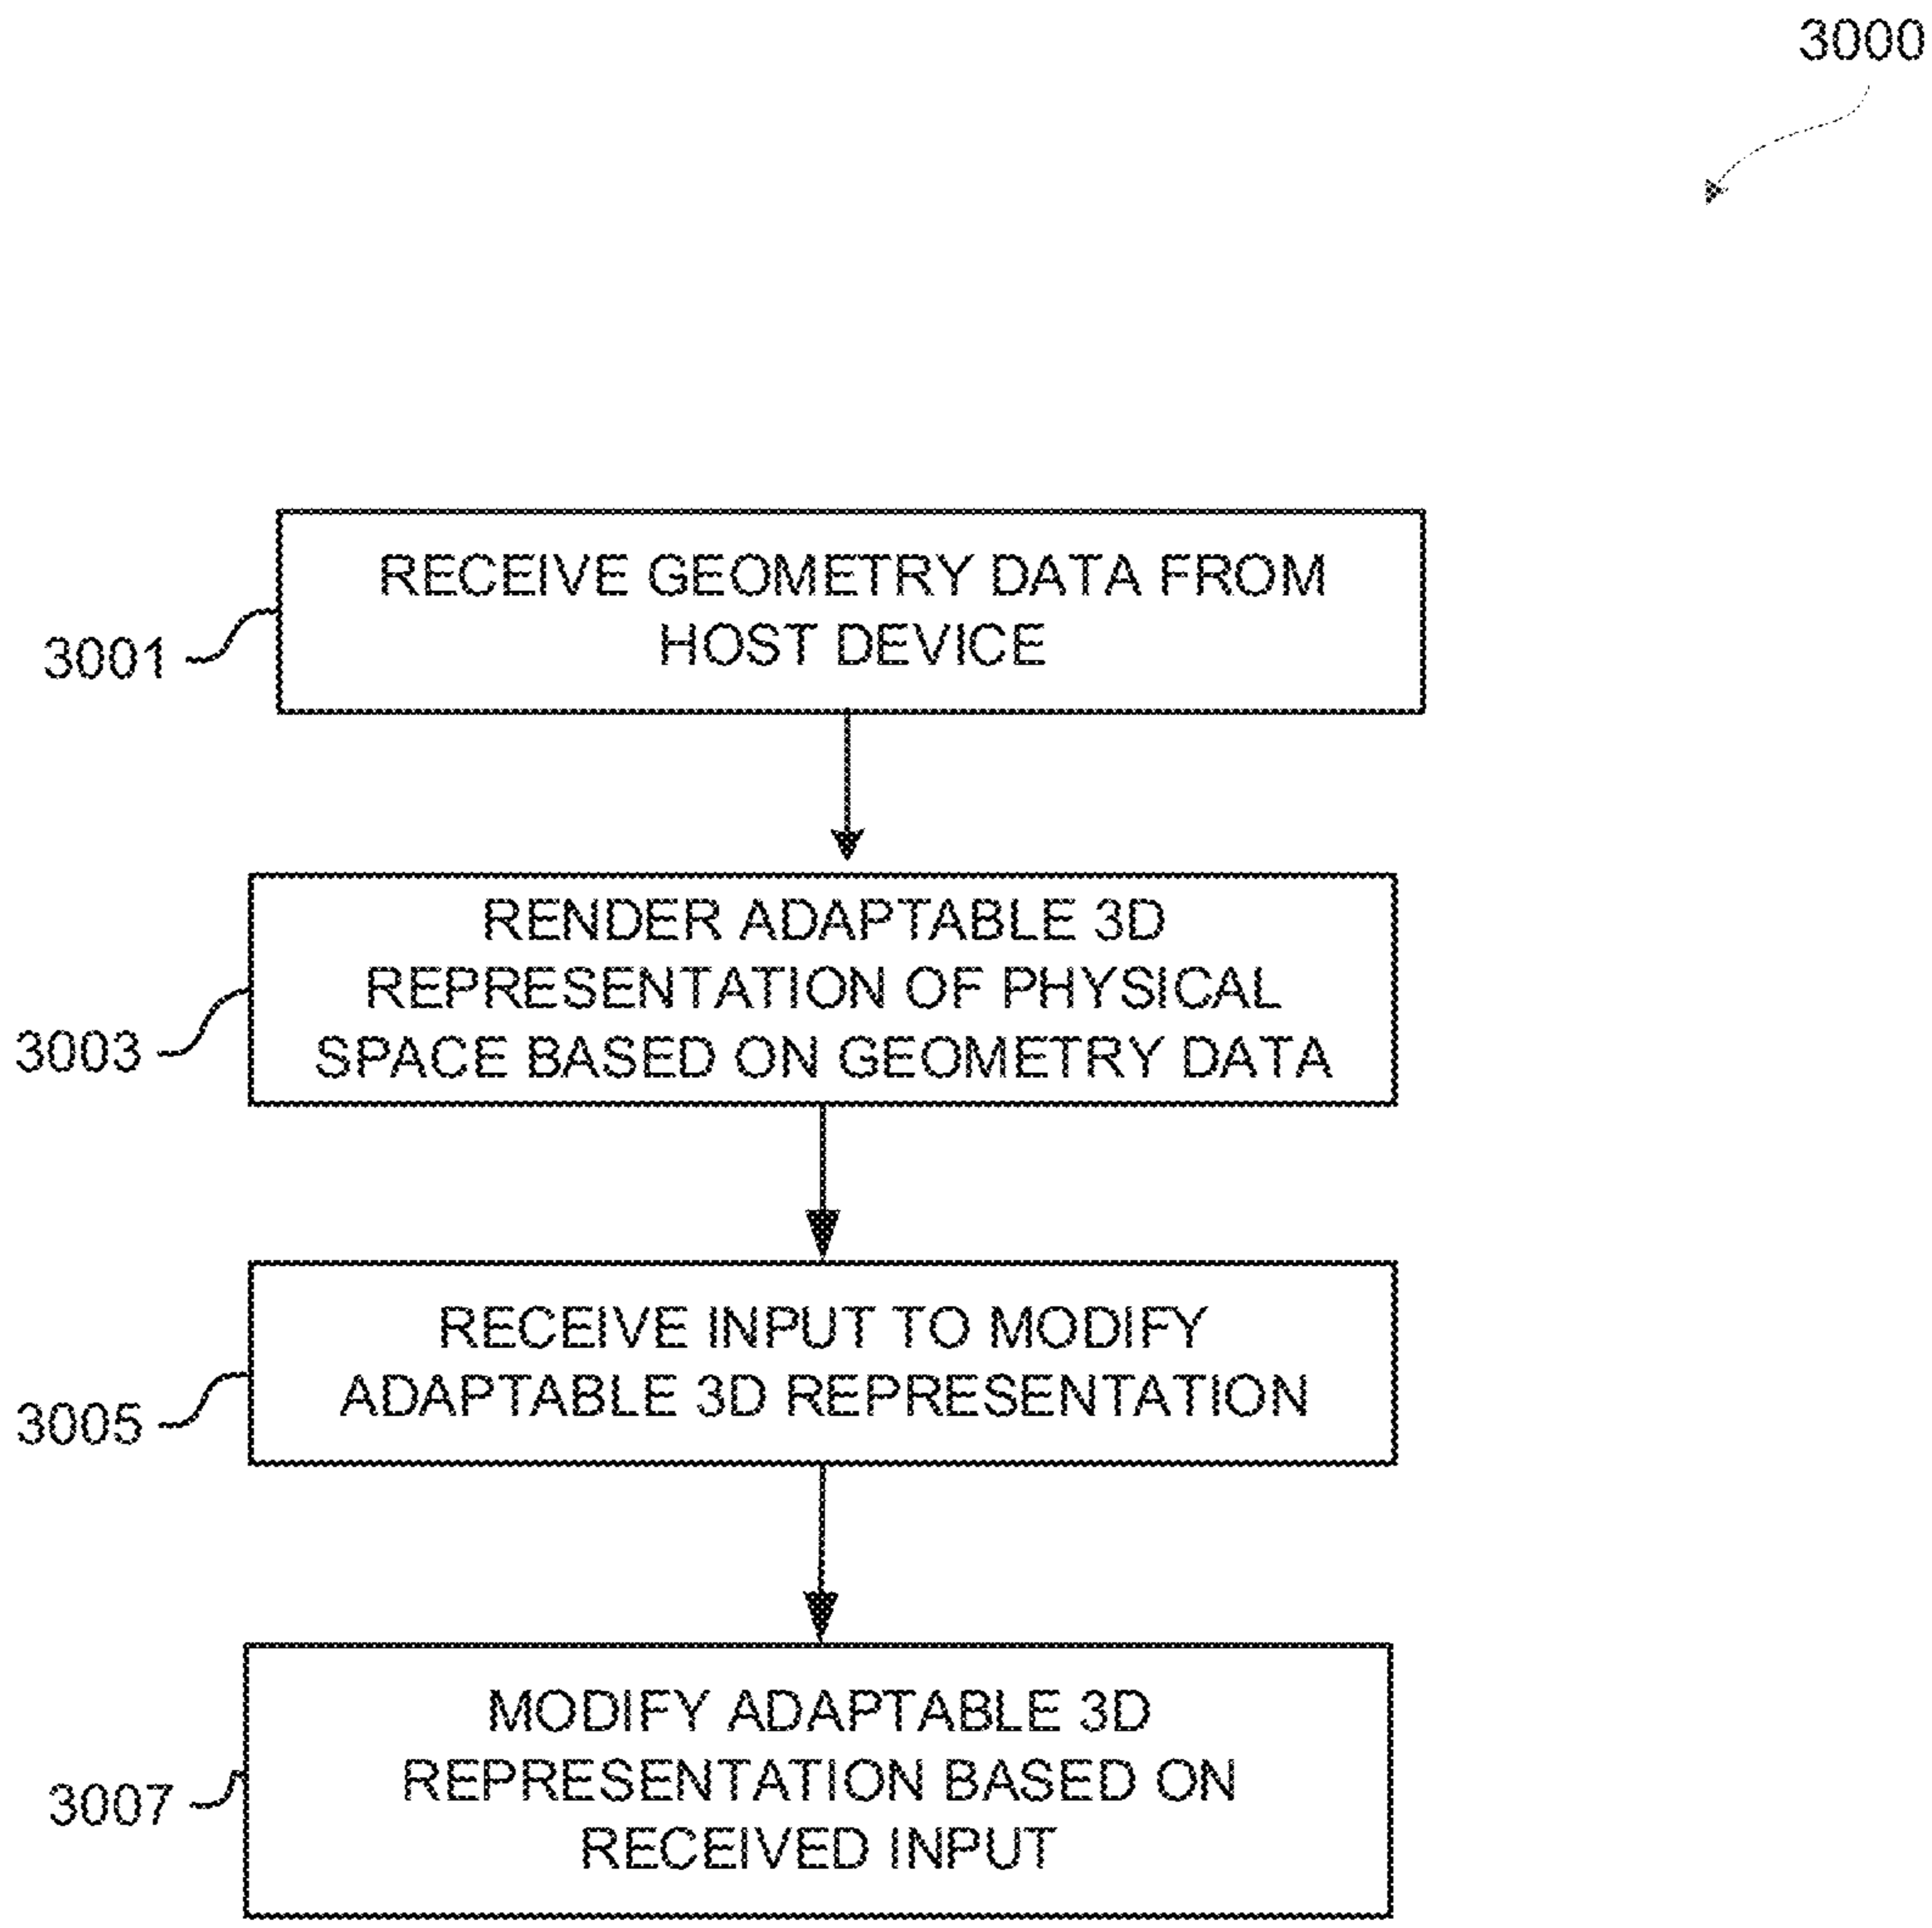 3000
RECEIVE GEOMETRY DATA FROM
HOST DEVICE
3001
RENDER ADAPTABLE 3D
REPRESENTATION OF PHYSICAL
SPACE BASED ON GEOMETRY DATA
3003
RECEIVE INPUT TO MODIFY
ADAPTABLE 3D REPRESENTATION
3005
MODIFY ADAPTABLE 3D
REPRESENTATION BASED ON
RECEIVED INPUT
3007